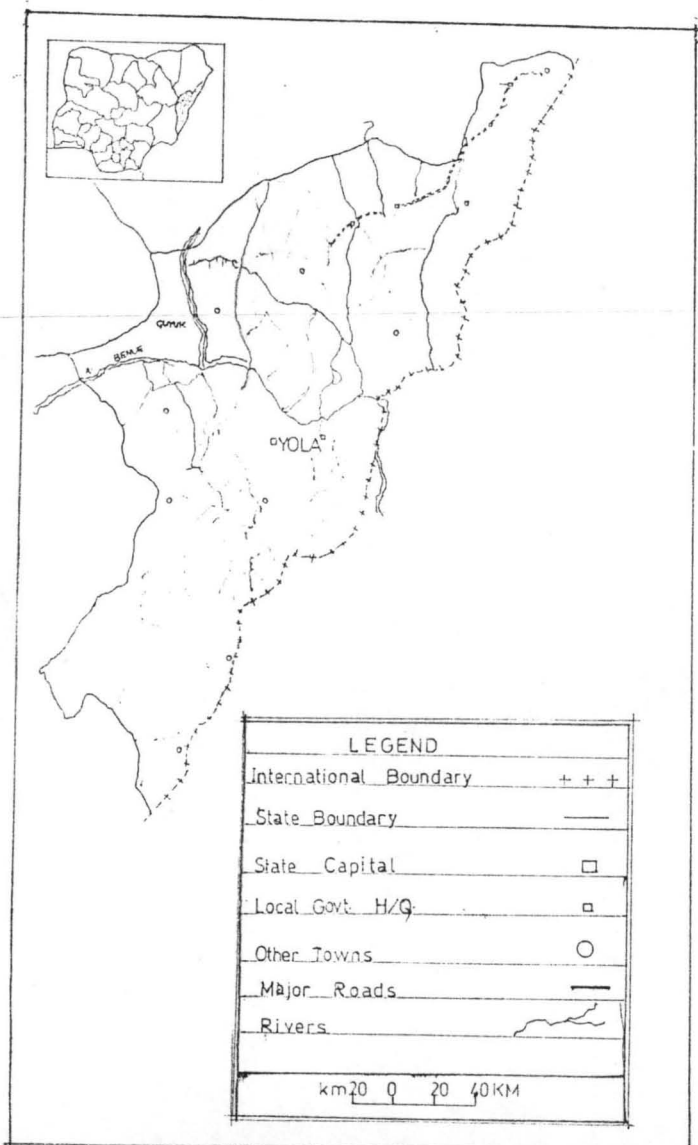 BENUE
YOLA
LEGEND
International Boundary
State Boundary
State Capital
Local Govt. H/Q.
Other Towns
Major Roads
Rivers
km20 0 20 40KM